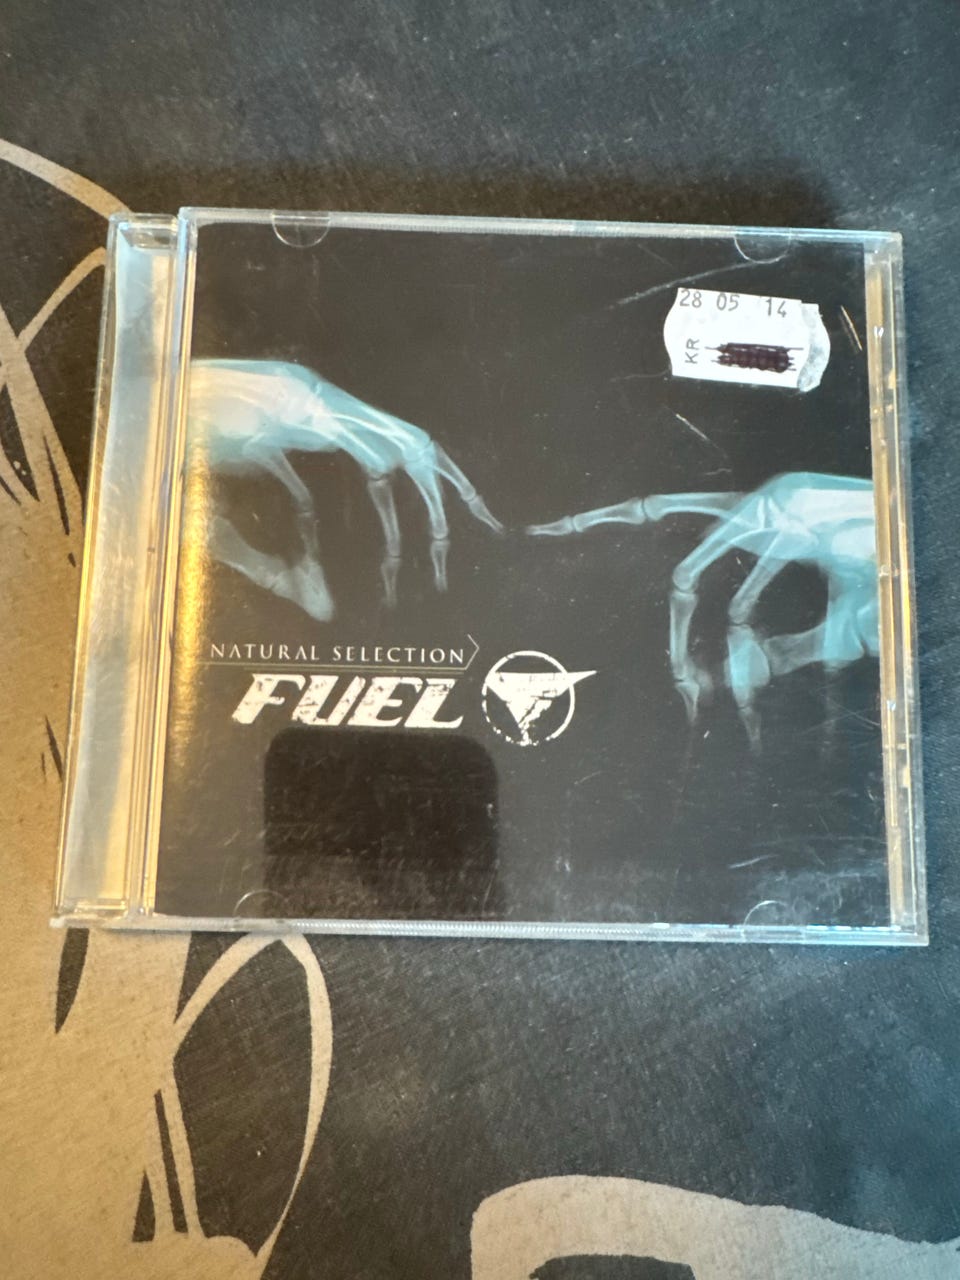 28 05 14
KR
NATURAL SELECTION
FUEL